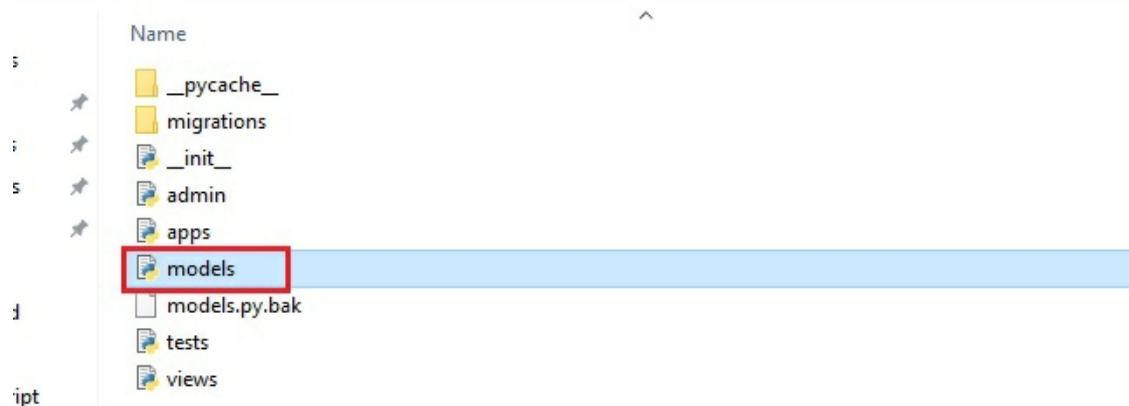 Name
__pycache__
migrations
__init__
admin
apps
models
models.py.bak
tests
views